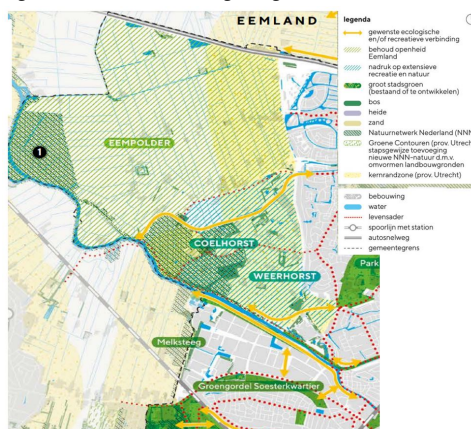 EEMLAND
EEMPOLDER
1
COELHORST
WEERHORST
Park
Melksteeg
Groengordel Soesterkwartier
legenda
gewenste ecologische
en/of recreatieve verbinding
behoud openheid
Eemland
nadruk op extensieve
recreatie en natuur
groot stadsgroen
(bestaand of te ontwikkelen)
bos
heide
zand
Natuurnetwerk Nederland (NNN
Groene Contouren (prov. Utrech
stapsgewijze toevoeging
nieuwe NNN-natuur d.m.v.
omvormen landbouwgronden
kernrandzone (prov. Utrecht)
bebouwing
water
levensader
spoorlijn met station
autosnelweg
gemeentegrens